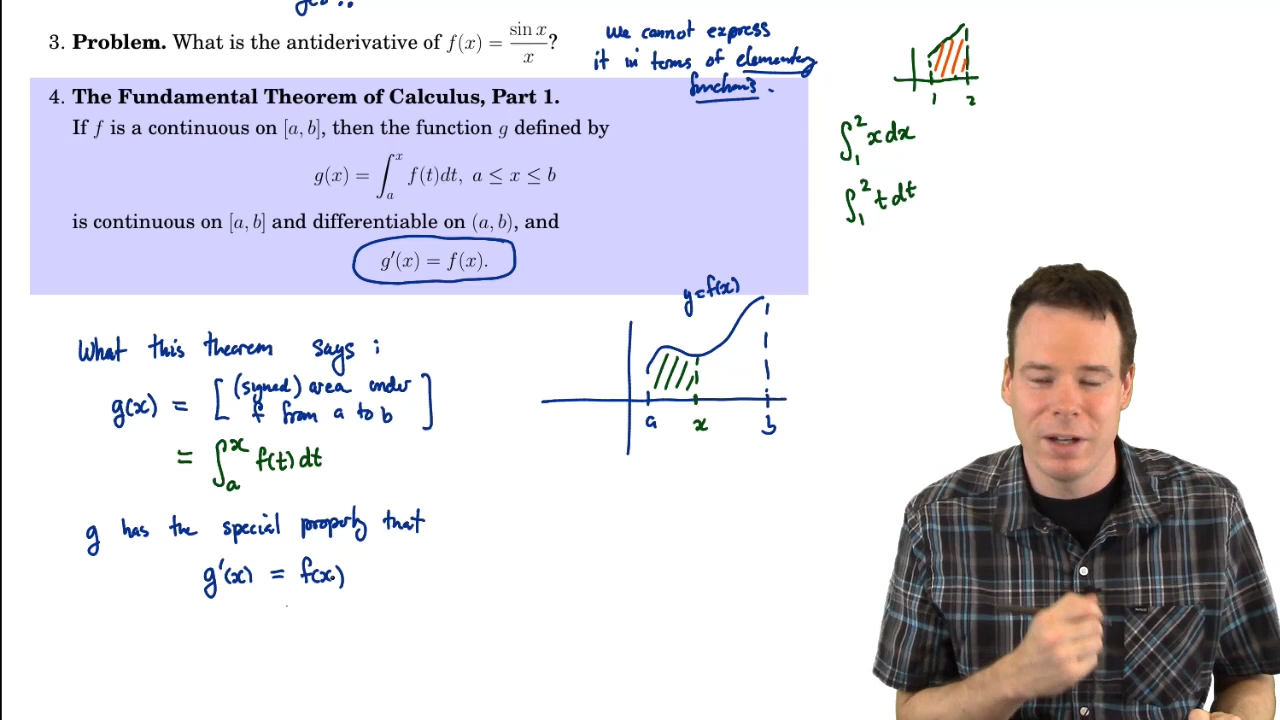 3. Problem. What is the antiderivative of f(x) = sin x / x?
we cannot express
it in terms of elementary
functions.
4. The Fundamental Theorem of Calculus, Part 1.
If f is a continuous on [a, b], then the function g defined by
g(x) = ∫_a^x f(t)dt, a ≤ x ≤ b
is continuous on [a, b] and differentiable on (a, b), and
g′(x) = f(x).
1 2
∫_1^2 x dx
∫_1^2 t dt
What this theorem says :
g(x) = [(signed) area under
f from a to b]
= ∫_a^x f(t) dt
g has the special property that
g′(x) = f(x)
y=f(x)
a x b